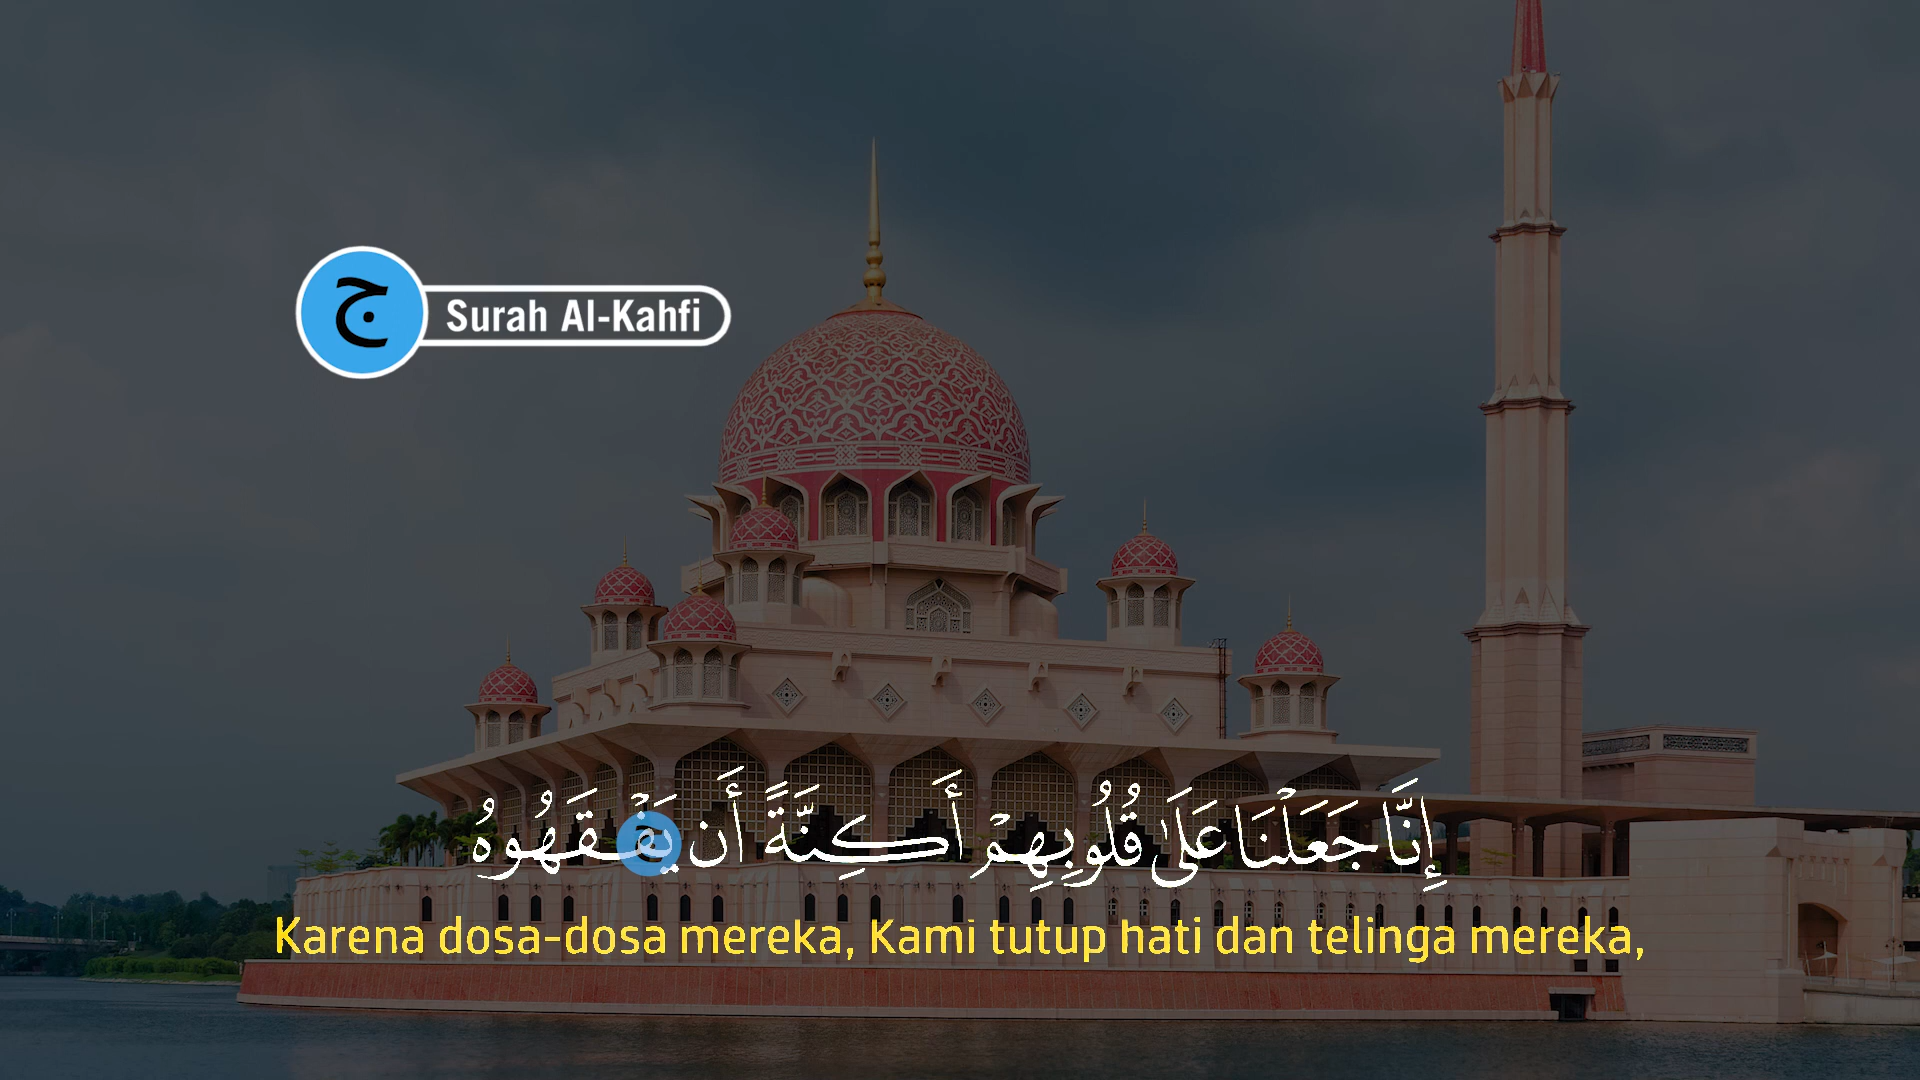 ج
Surah Al-Kahfi
إِنَّا جَعَلْنَا عَلَىٰ قُلُوبِهِمْ أَكِنَّةً أَن يَفْقَهُوهُ
Karena dosa-dosa mereka, Kami tutup hati dan telinga mereka,